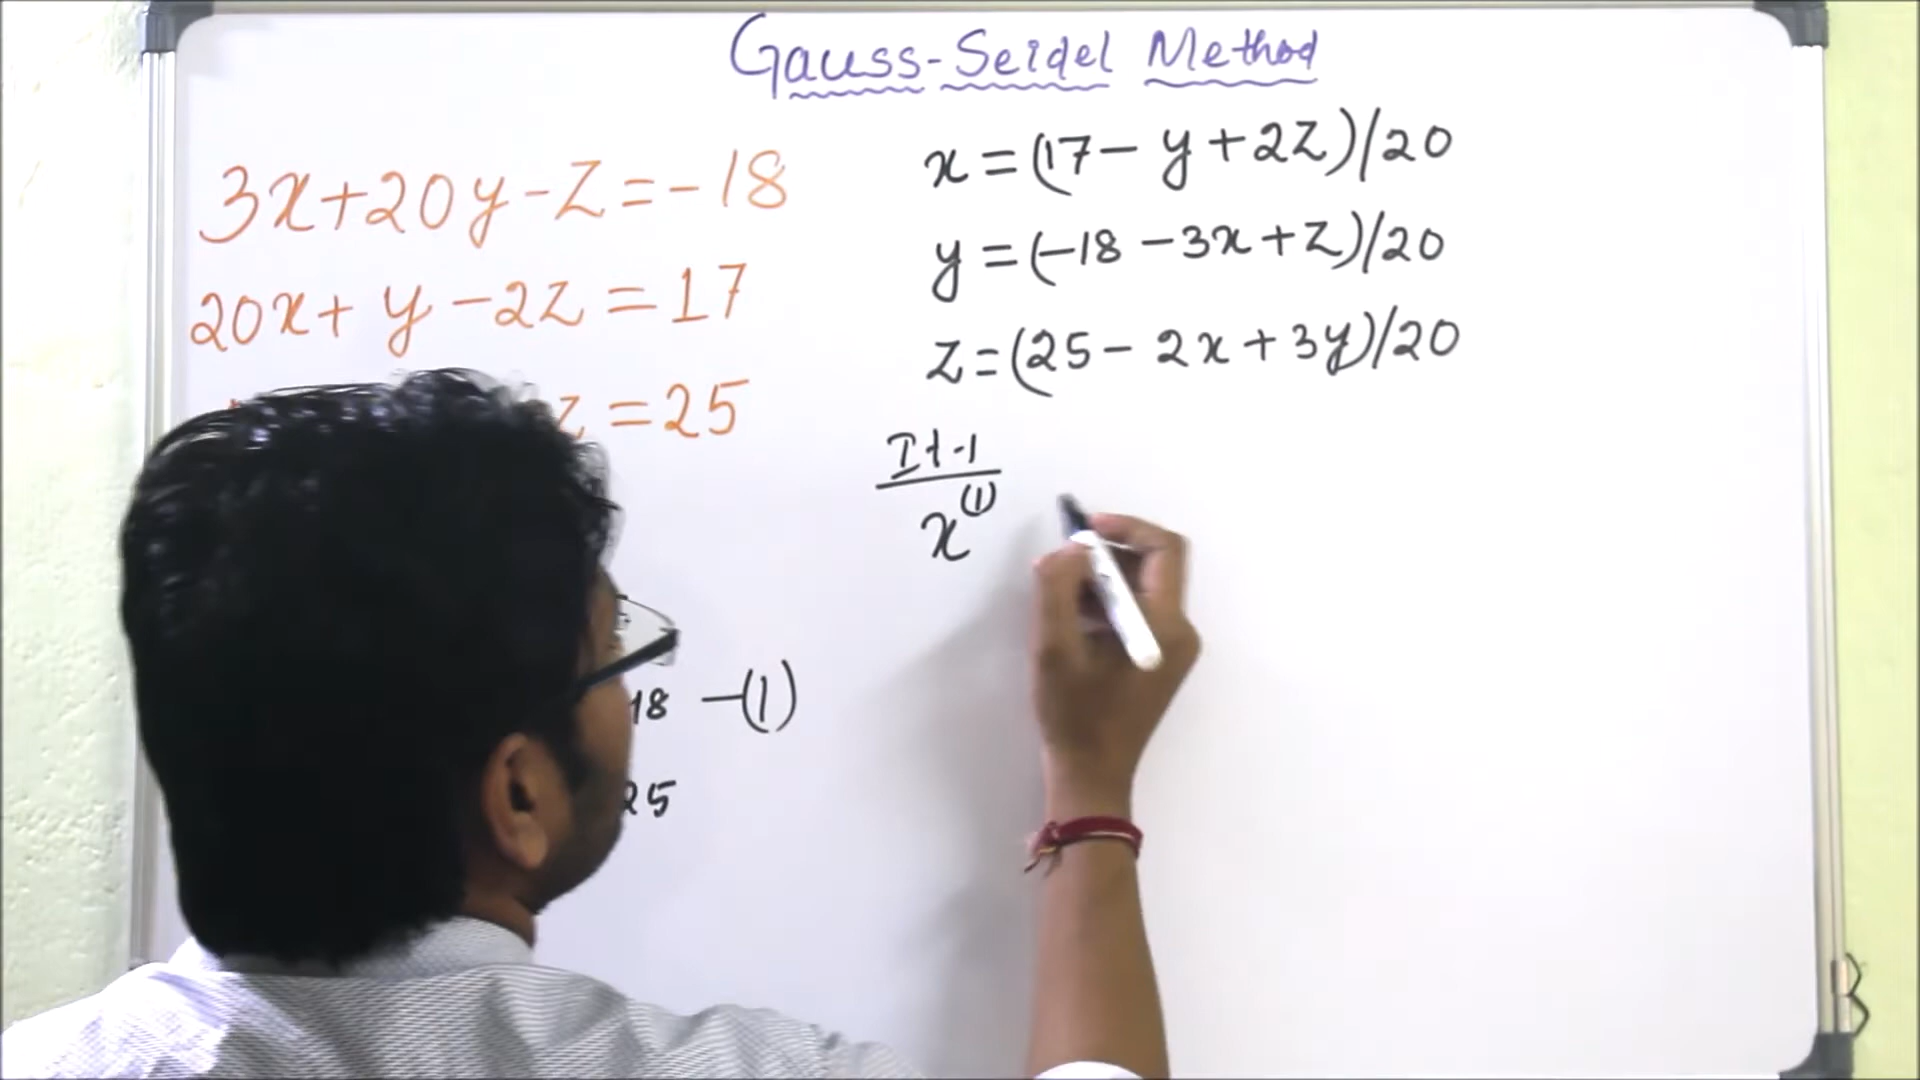 Gauss-Seidel Method
3x+20y-z=-18
20x+y-2z=17
z=25
18 -(1)
25
x=(17-y+2z)/20
y=(-18-3x+z)/20
z=(25-2x+3y)/20
It-1
x^(1)